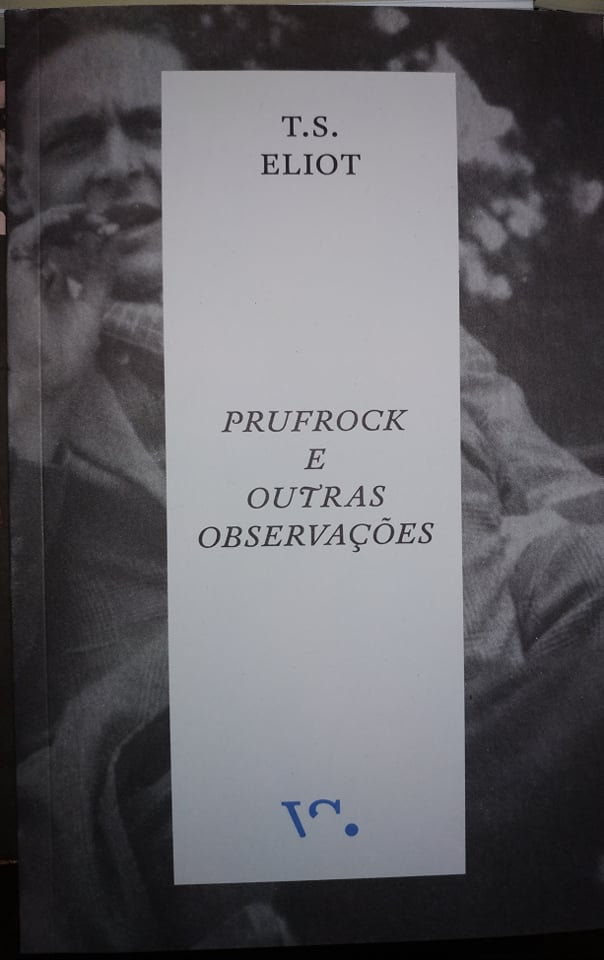 T.S.
ELIOT
PRUFROCK
E
OUTRAS
OBSERVAÇÕES